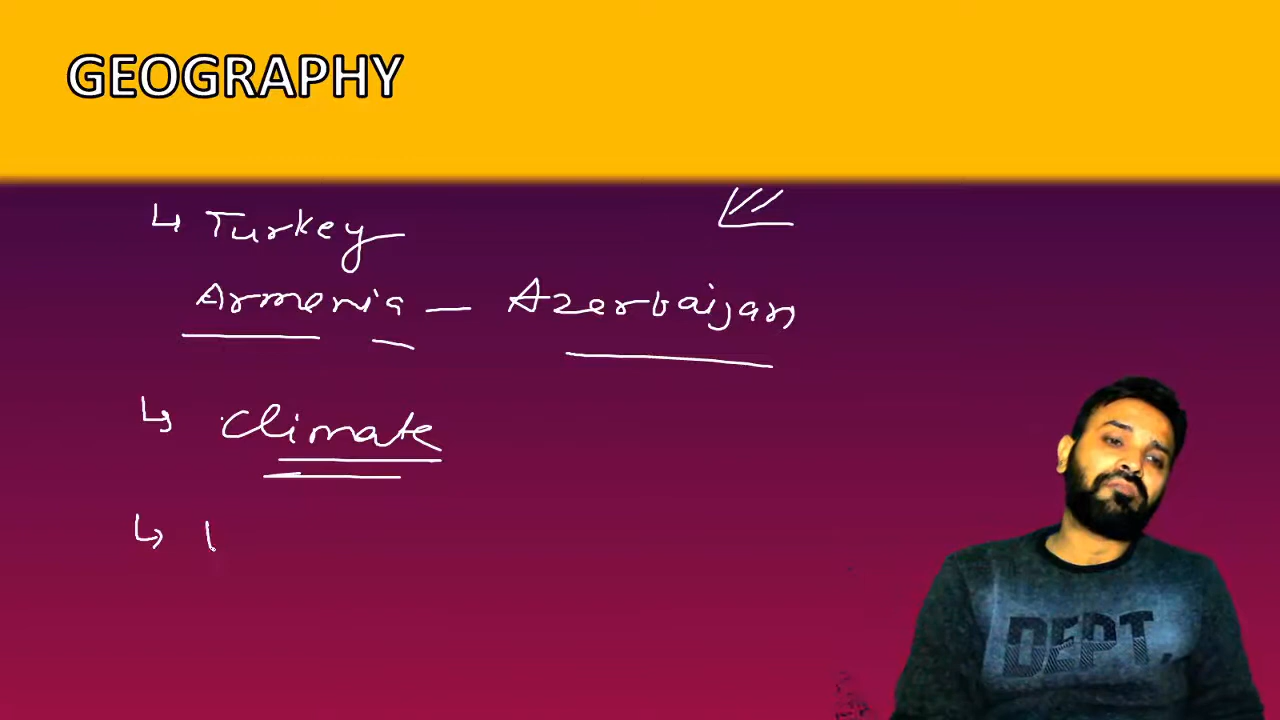 GEOGRAPHY
↳ Turkey
Armenia - Azerbaijan
↳ Climate
↳
DEPT.